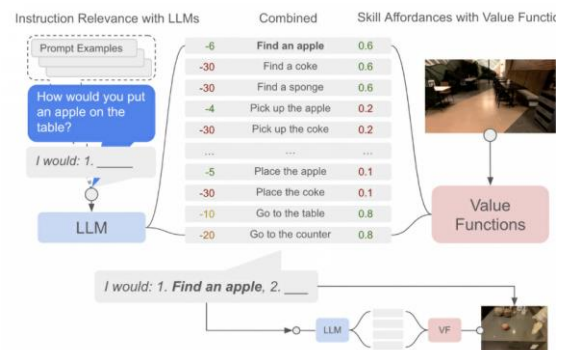 Instruction Relevance with LLMs
Combined
Skill Affordances with Value Functio
Prompt Examples
How would you put
an apple on the
table?
I would: 1. _____
LLM
-6 Find an apple 0.6
-30 Find a coke 0.6
-30 Find a sponge 0.6
-4 Pick up the apple 0.2
-30 Pick up the coke 0.2
... ... ...
-5 Place the apple 0.1
-30 Place the coke 0.1
-10 Go to the table 0.8
-20 Go to the counter 0.8
Value
Functions
I would: 1. Find an apple, 2. ___
LLM
VF